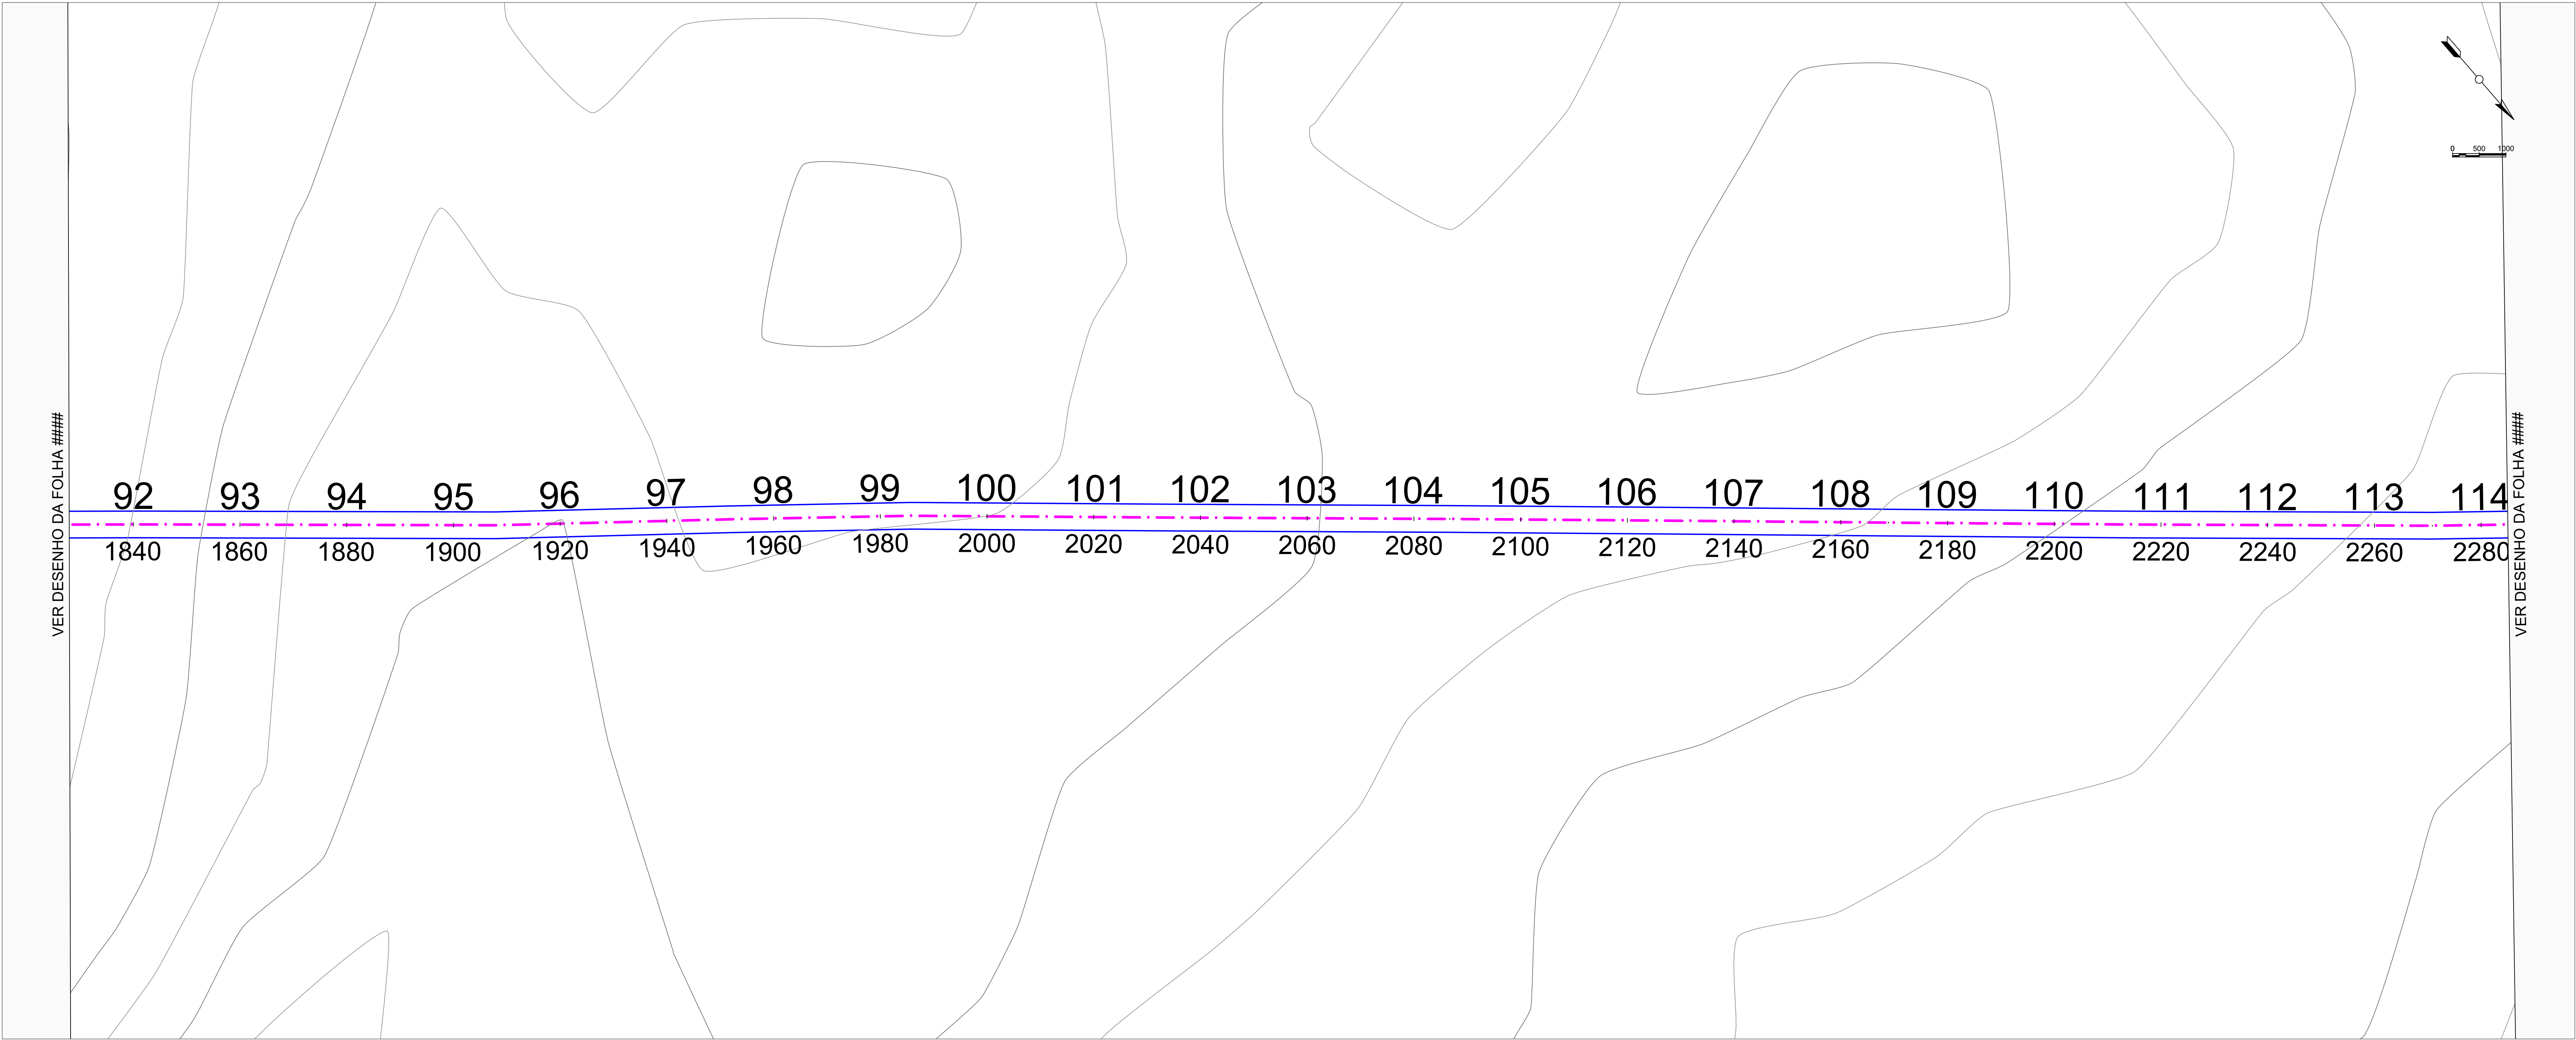 0 500 1000
VER DESENHO DA FOLHA ####
92 93 94 95 96 97 98 99 100 101 102 103 104 105 106 107 108 109 110 111 112 113 114
1840 1860 1880 1900 1920 1940 1960 1980 2000 2020 2040 2060 2080 2100 2120 2140 2160 2180 2200 2220 2240 2260 2280
VER DESENHO DA FOLHA ####